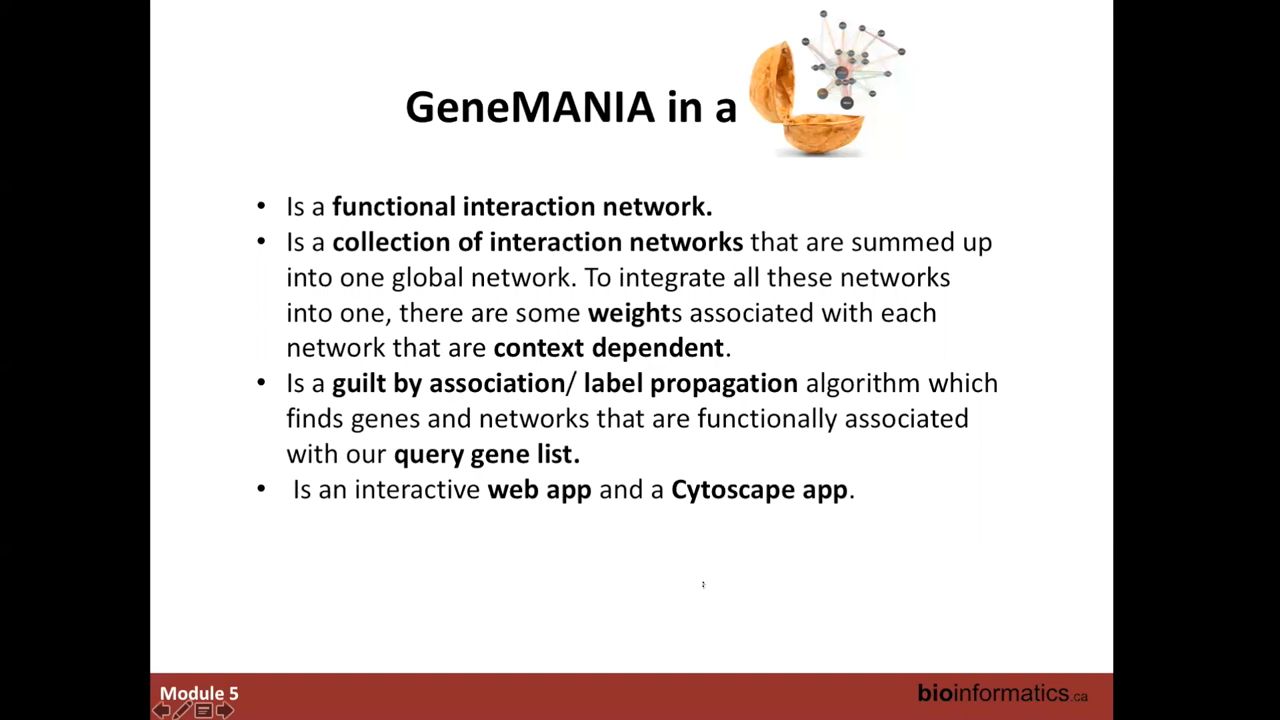 GeneMANIA in a
• Is a functional interaction network.
• Is a collection of interaction networks that are summed up
into one global network. To integrate all these networks
into one, there are some weights associated with each
network that are context dependent.
• Is a guilt by association/ label propagation algorithm which
finds genes and networks that are functionally associated
with our query gene list.
• Is an interactive web app and a Cytoscape app.
Module 5
bioinformatics.ca